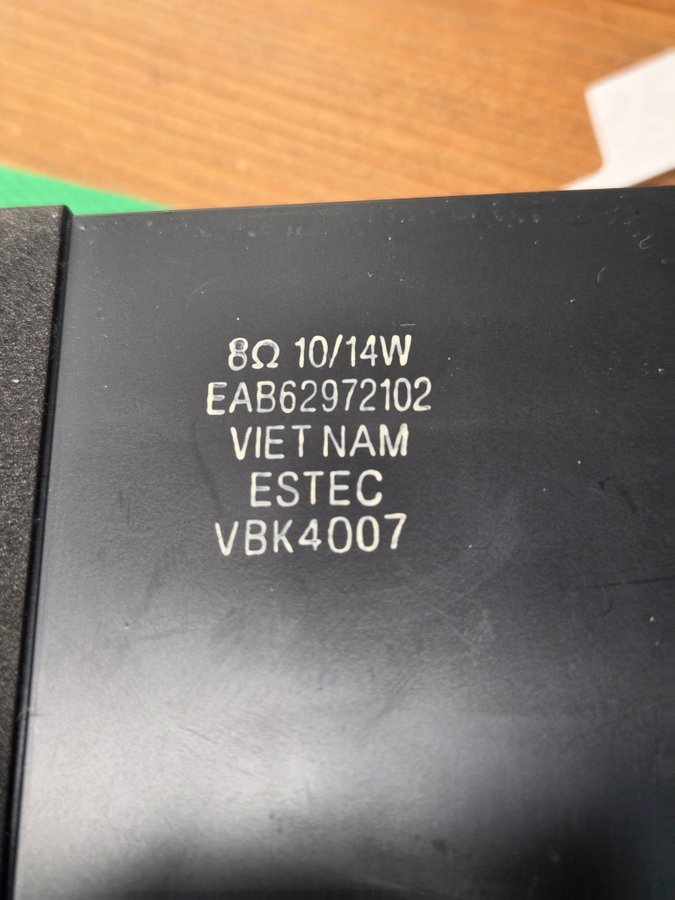 8Ω 10/14W
EAB62972102
VIET NAM
ESTEC
VBK4007